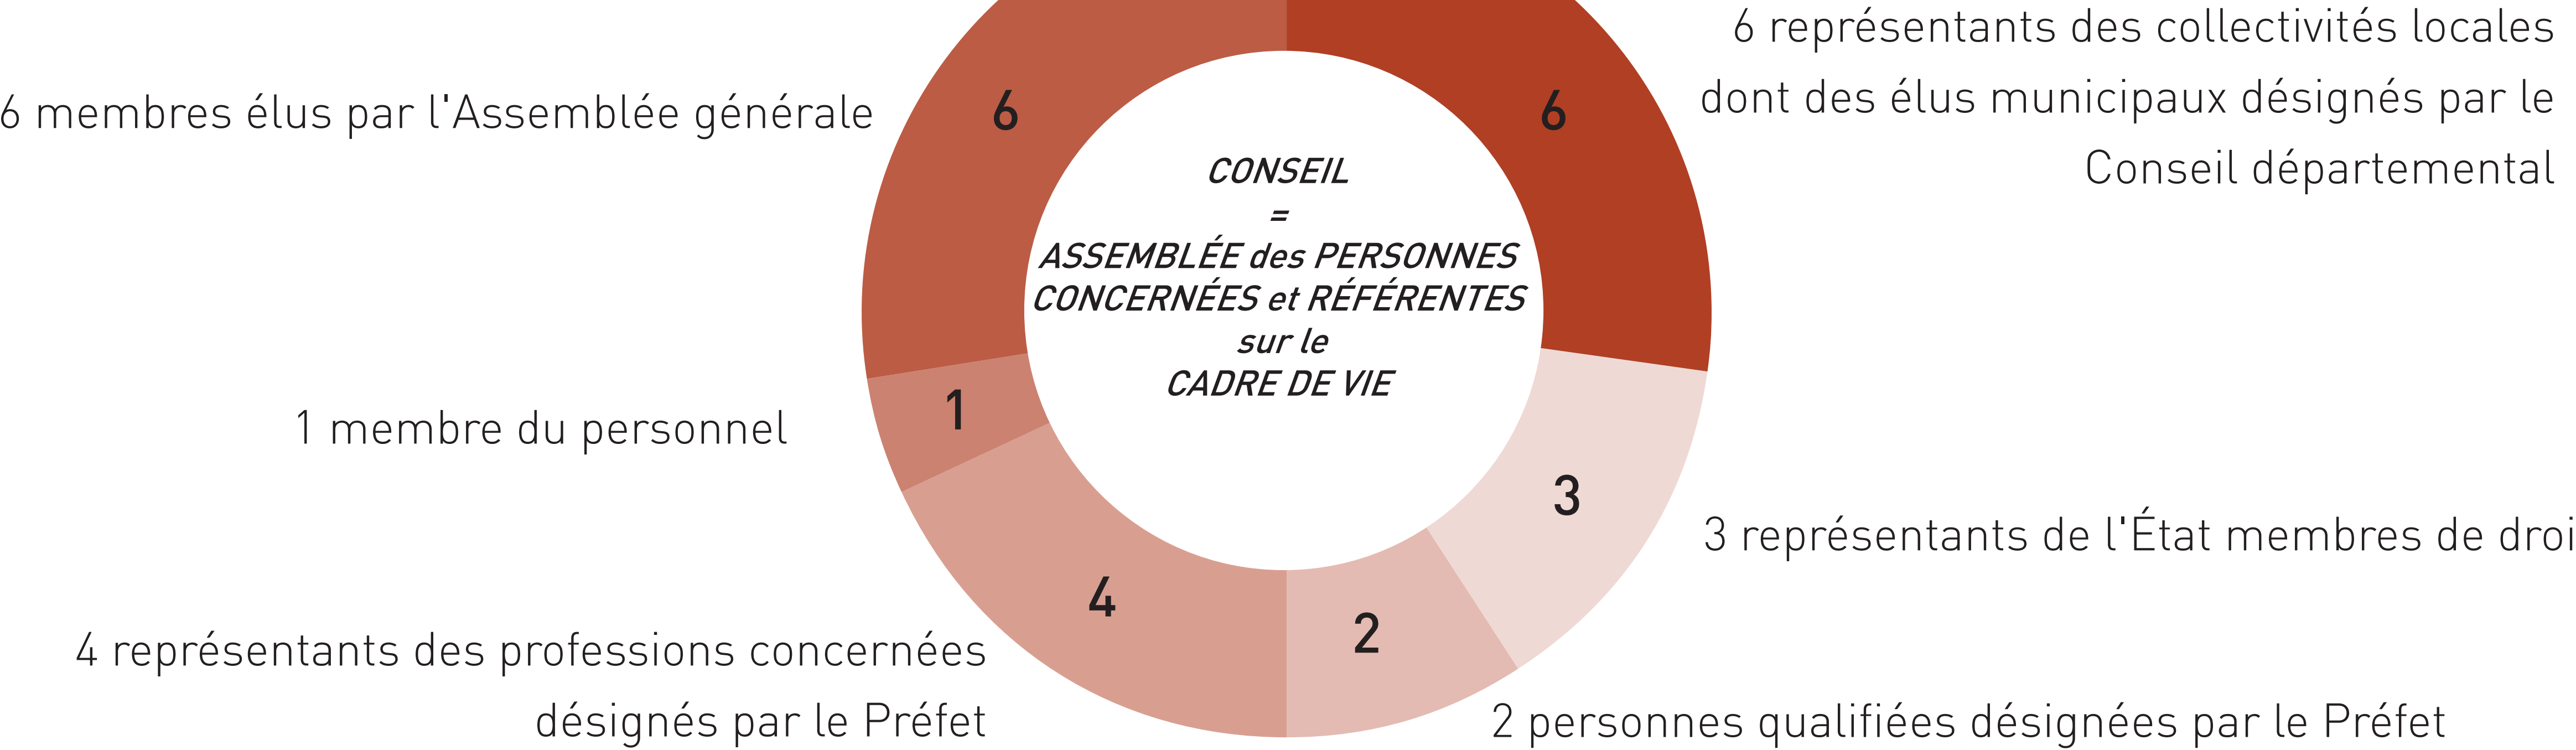 6 représentants des collectivités locales
dont des élus municipaux désignés par le
Conseil départemental
6 membres élus par l'Assemblée générale
6
6
CONSEIL
=
ASSEMBLÉE des PERSONNES
CONCERNÉES et RÉFÉRENTES
sur le
CADRE DE VIE
1
1 membre du personnel
3
3 représentants de l'État membres de droi
4
4 représentants des professions concernées
désignés par le Préfet
2
2 personnes qualifiées désignées par le Préfet